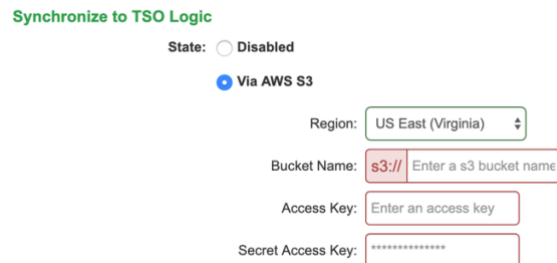 Synchronize to TSO Logic
State: Disabled
Via AWS S3
Region: US East (Virginia)
Bucket Name: s3:// Enter a s3 bucket name
Access Key: Enter an access key
Secret Access Key: **************